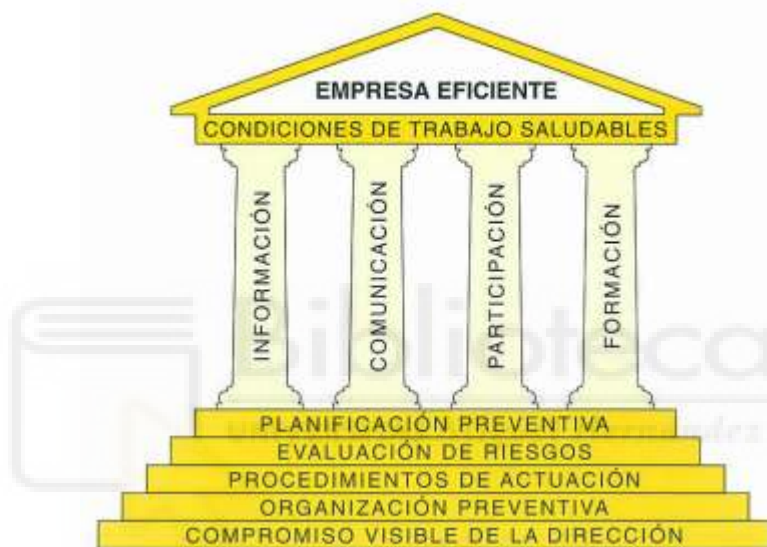 EMPRESA EFICIENTE
CONDICIONES DE TRABAJO SALUDABLES
INFORMACIÓN
COMUNICACIÓN
PARTICIPACIÓN
FORMACIÓN
Biblioteca
PLANIFICACIÓN PREVENTIVA
EVALUACIÓN DE RIESGOS
PROCEDIMIENTOS DE ACTUACIÓN
ORGANIZACIÓN PREVENTIVA
COMPROMISO VISIBLE DE LA DIRECCIÓN